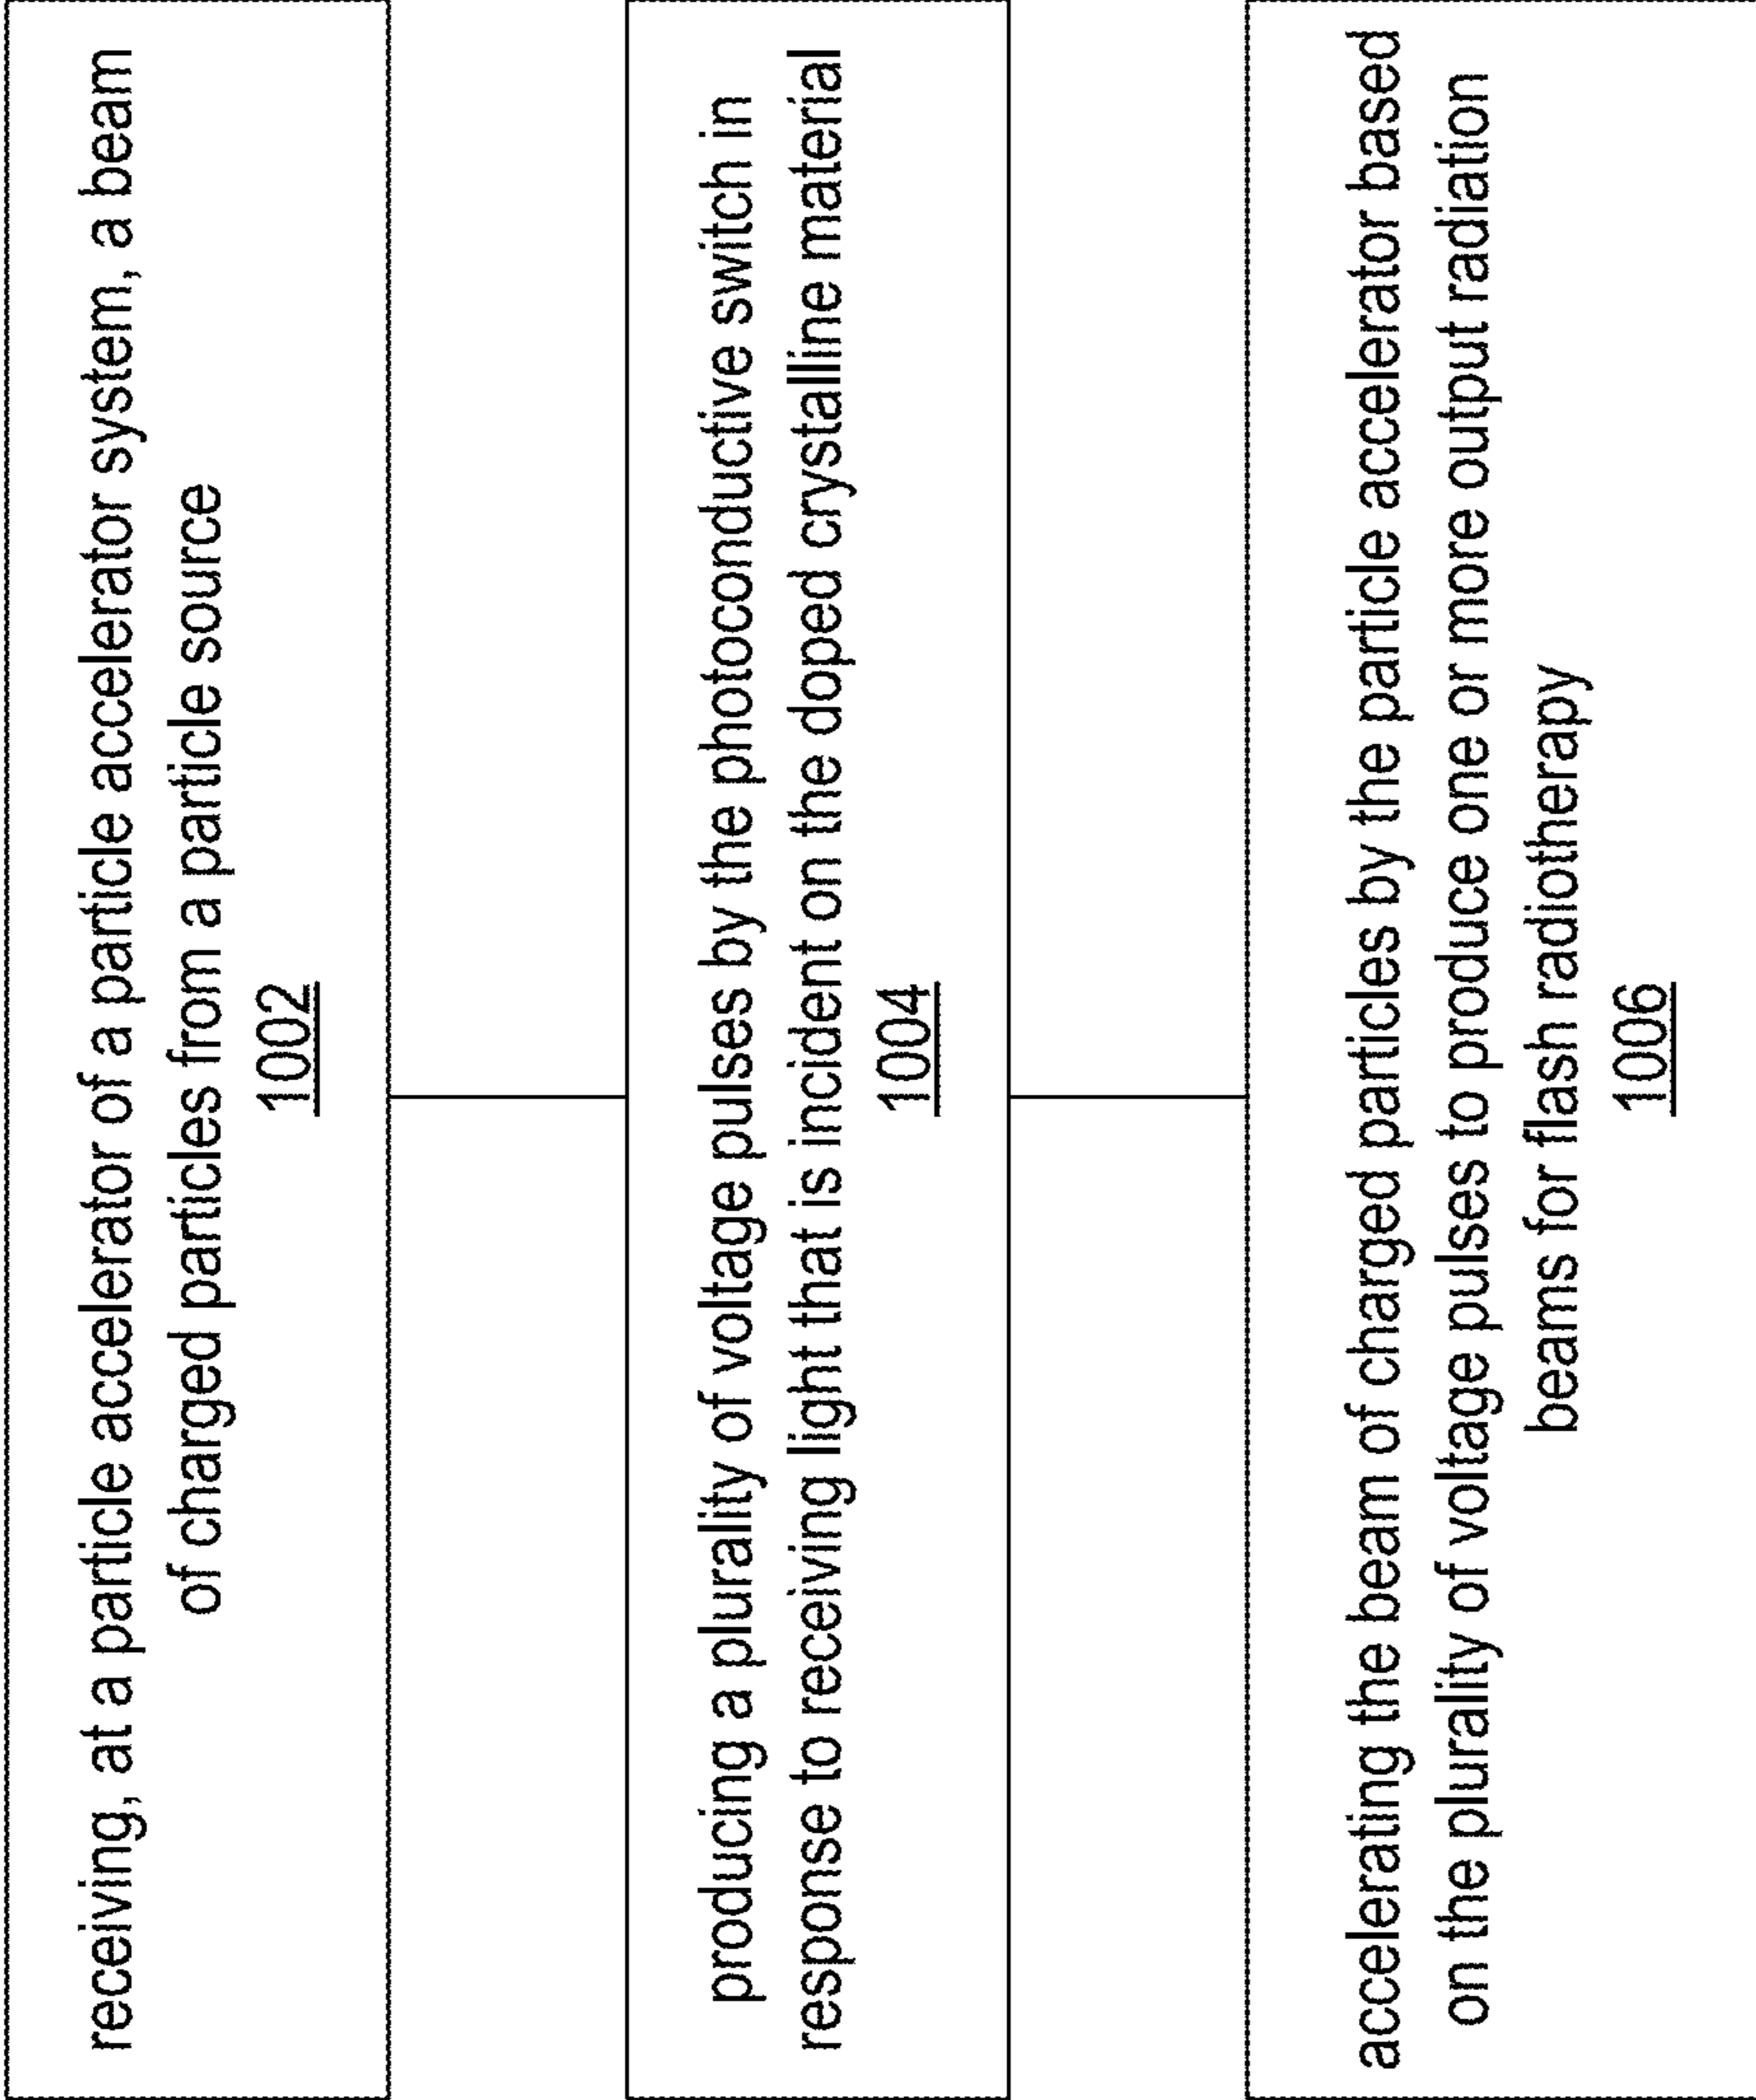 receiving, at a particle accelerator of a particle accelerator system, a beam
of charged particles from a particle source
1002
producing a plurality of voltage pulses by the photoconductive switch in
response to receiving light that is incident on the doped crystalline material
1004
accelerating the beam of charged particles by the particle accelerator based
on the plurality of voltage pulses to produce one or more output radiation
beams for flash radiotherapy
1006